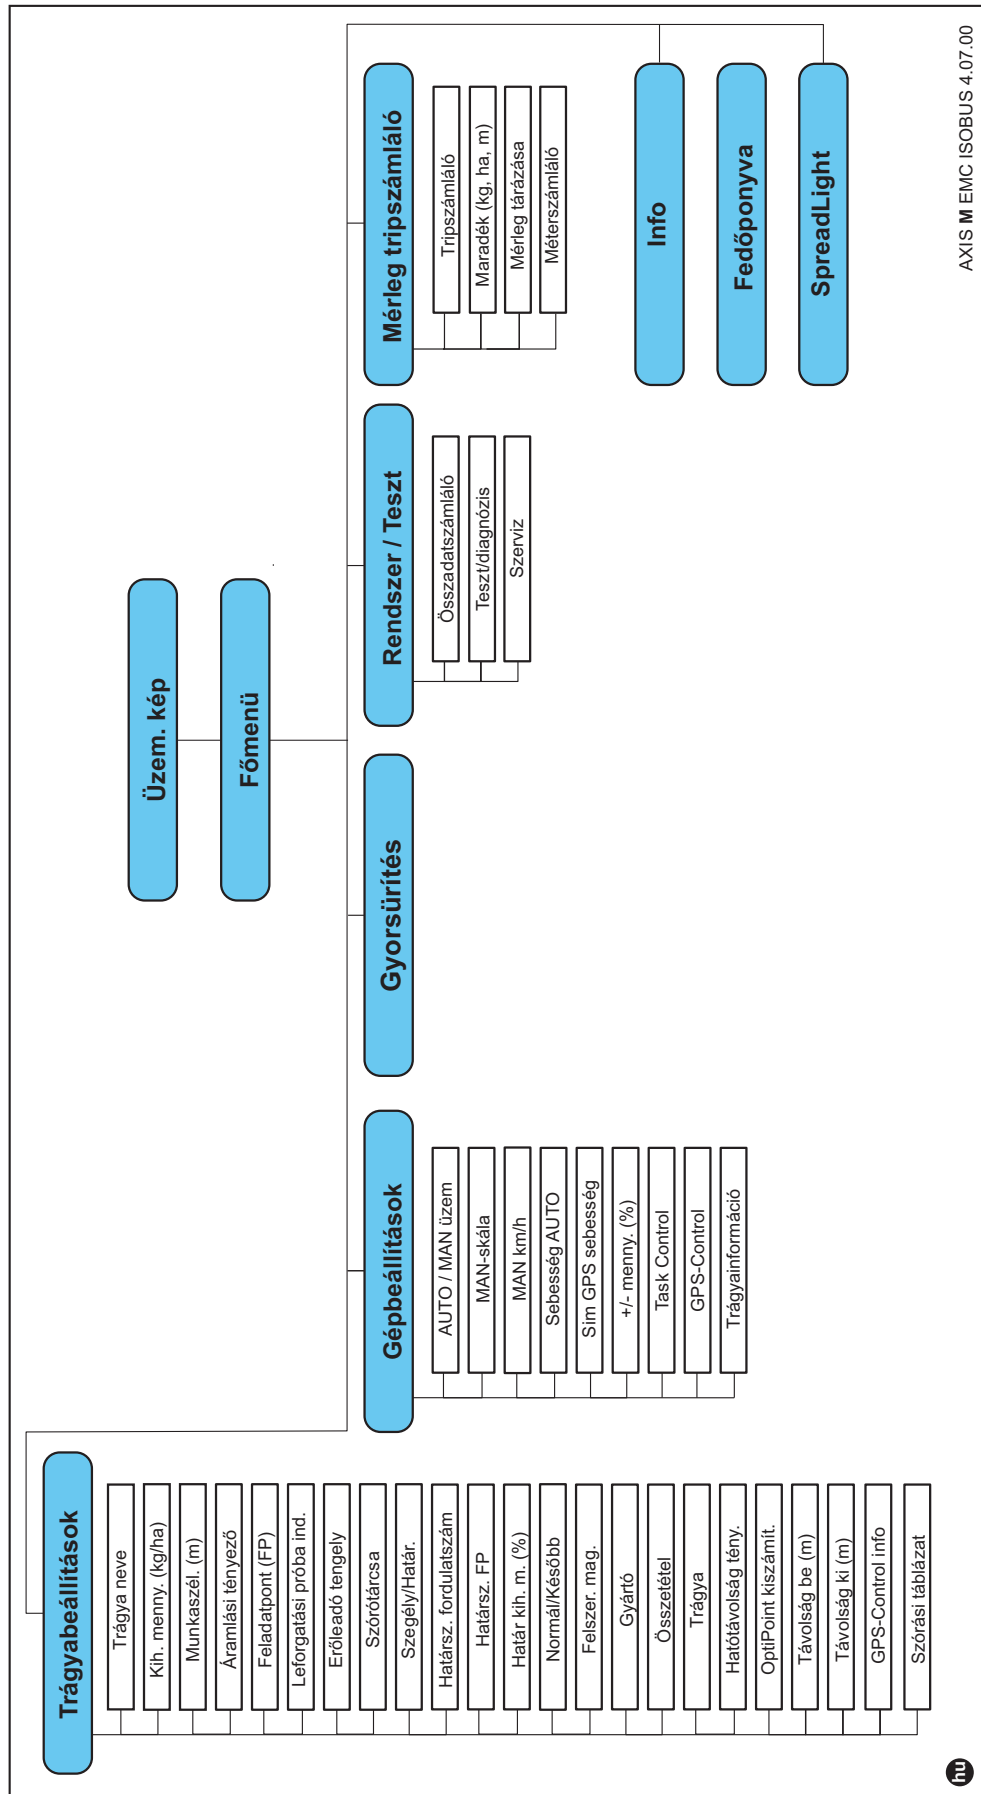 Üzem. kép
Főmenü
Trágyabeállítások
Trágya neve
Kih. menny. (kg/ha)
Munkaszél. (m)
Áramlási tényező
Feladatpont (FP)
Leforgatási próba ind.
Erőleadó tengely
Szórótárcsa
Szegély/Határ.
Határsz. fordulatszám
Határsz. FP
Határ kih. m. (%)
Normál/Később
Felszer. mag.
Gyártó
Összetétel
Trágya
Hatótávolság tény.
OptiPoint kiszámít.
Távolság be (m)
Távolság ki (m)
GPS-Control info
Szórási táblázat
Gépbeállítások
AUTO / MAN üzem
MAN-skála
MAN km/h
Sebesség AUTO
Sim GPS sebesség
+/- menny. (%)
Task Control
GPS-Control
Trágyainformáció
Gyorsürítés
Rendszer / Teszt
Összadatszámláló
Teszt/diagnózis
Szerviz
Mérleg tripszámláló
Tripszámláló
Maradék (kg, ha, m)
Mérleg tárázása
Méterszámláló
Info
Fedőponyva
SpreadLight
hu
AXIS M EMC ISOBUS 4.07.00